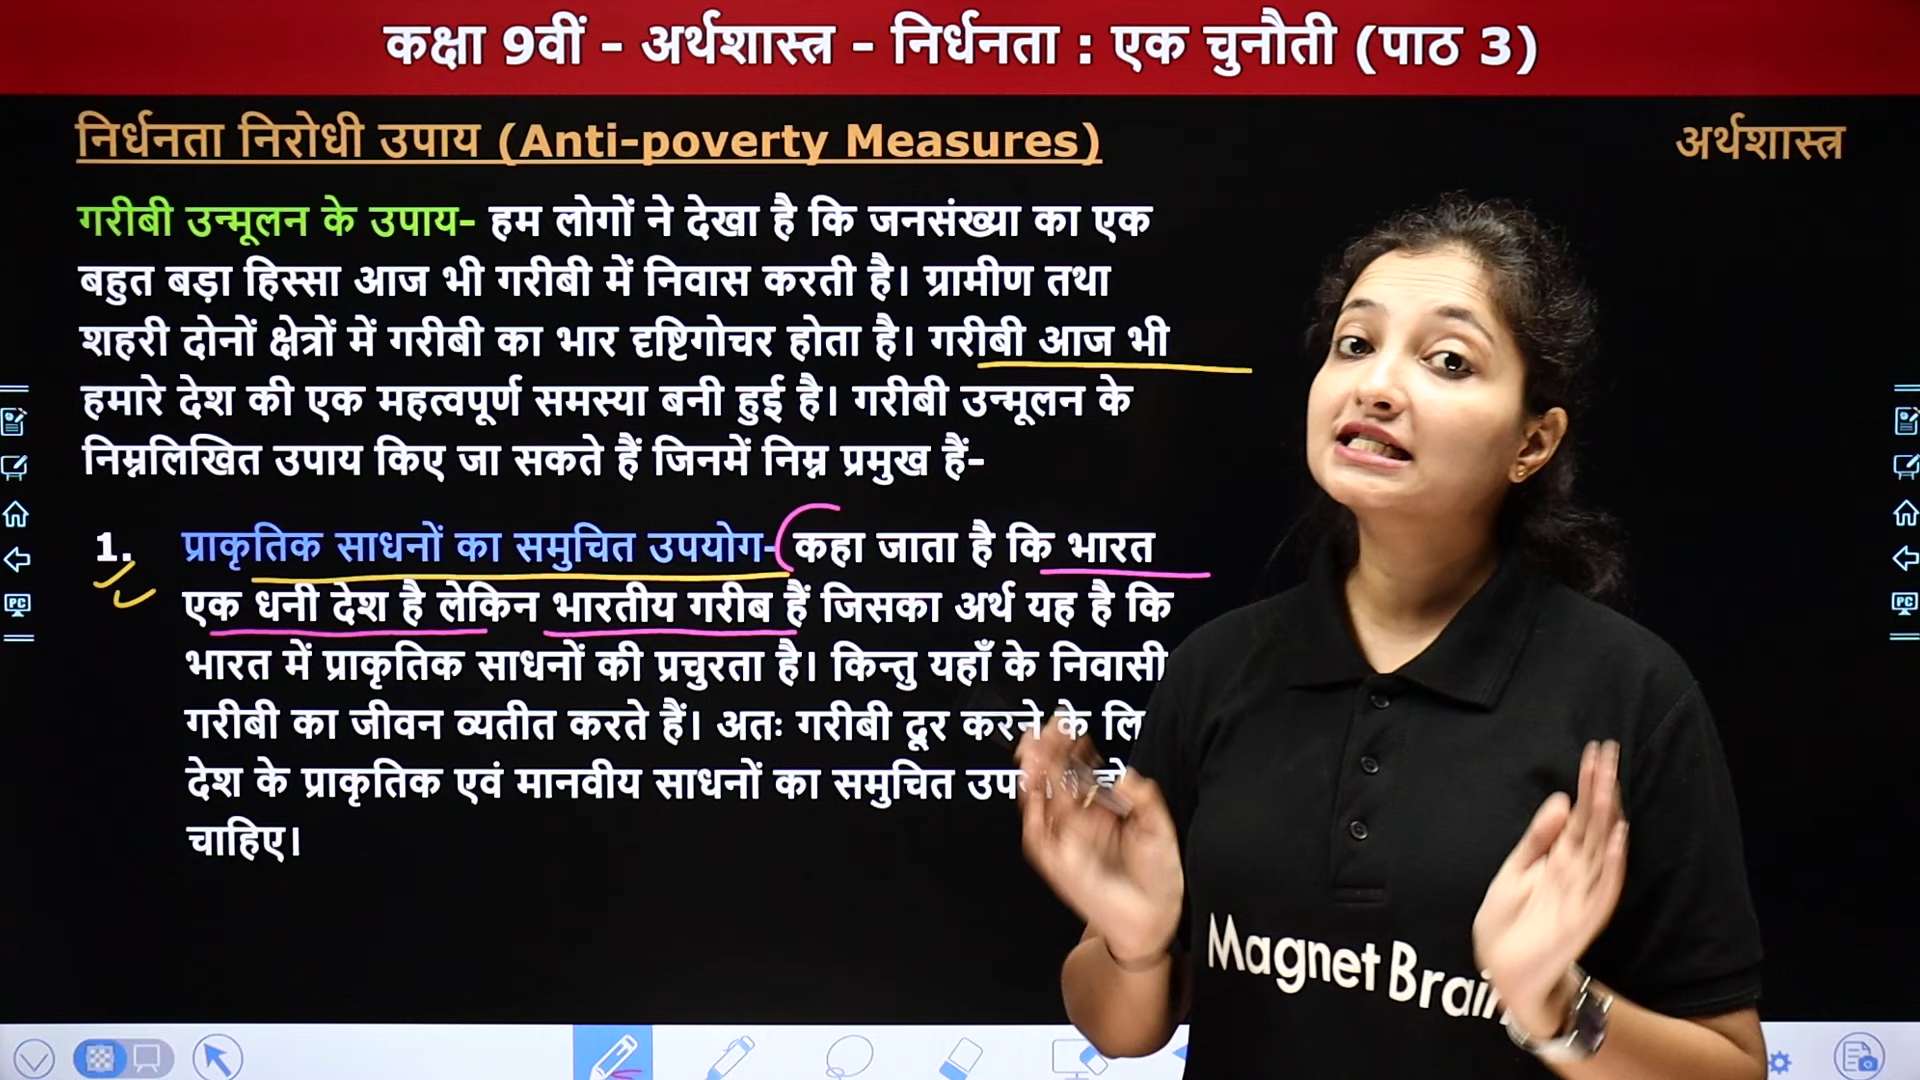 कक्षा 9वीं - अर्थशास्त्र - निर्धनता : एक चुनौती (पाठ 3)
निर्धनता निरोधी उपाय (Anti-poverty Measures)
अर्थशास्त्र
गरीबी उन्मूलन के उपाय- हम लोगों ने देखा है कि जनसंख्या का एक
बहुत बड़ा हिस्सा आज भी गरीबी में निवास करती है। ग्रामीण तथा
शहरी दोनों क्षेत्रों में गरीबी का भार दृष्टिगोचर होता है। गरीबी आज भी
हमारे देश की एक महत्वपूर्ण समस्या बनी हुई है। गरीबी उन्मूलन के
निम्नलिखित उपाय किए जा सकते हैं जिनमें निम्न प्रमुख हैं-
1. प्राकृतिक साधनों का समुचित उपयोग- कहा जाता है कि भारत
एक धनी देश है लेकिन भारतीय गरीब हैं जिसका अर्थ यह है कि
भारत में प्राकृतिक साधनों की प्रचुरता है। किन्तु यहाँ के निवासी
गरीबी का जीवन व्यतीत करते हैं। अतः गरीबी दूर करने के
देश के प्राकृतिक एवं मानवीय साधनों का समुचित
चाहिए।
Magnet
PC
PC